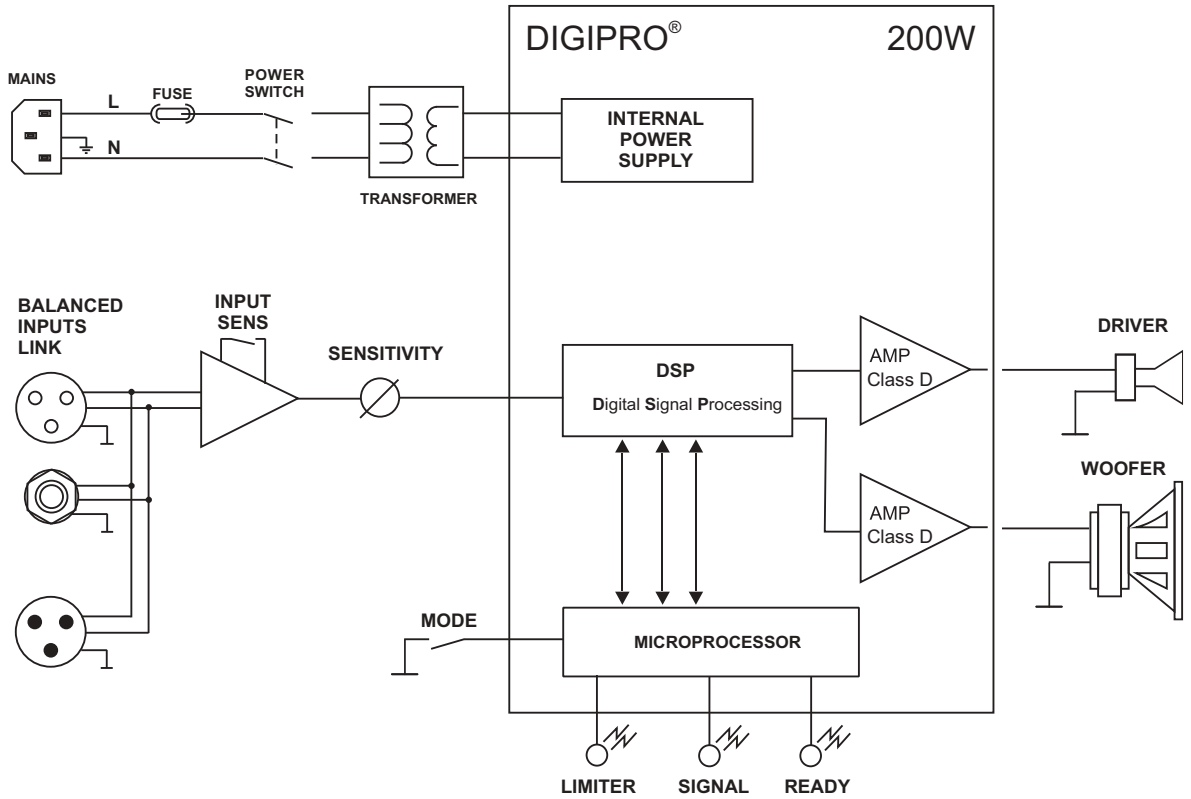 DIGIPRO® 200W
MAINS
L
FUSE
POWER
SWITCH
N
TRANSFORMER
INTERNAL
POWER
SUPPLY
BALANCED
INPUTS
LINK
INPUT
SENS
SENSITIVITY
DSP
Digital Signal Processing
AMP
Class D
DRIVER
AMP
Class D
WOOFER
MODE
MICROPROCESSOR
LIMITER
SIGNAL
READY